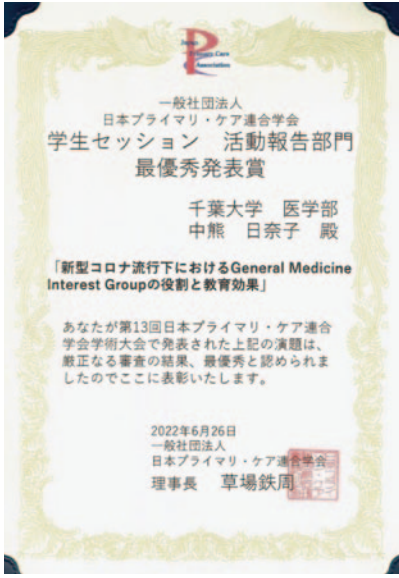 Japan
Primary Care
Association
一般社団法人
日本プライマリ・ケア連合学会
学生セッション 活動報告部門
最優秀発表賞
千葉大学 医学部
中熊 日奈子 殿
「新型コロナ流行下におけるGeneral Medicine
Interest Groupの役割と教育効果」
あなたが第13回日本プライマリ・ケア連合
学会学術大会で発表された上記の演題は、
厳正なる審査の結果、最優秀と認められま
したのでここに表彰いたします。
2022年6月26日
一般社団法人
日本プライマリ・ケア連合学会
理事長 草場鉄周